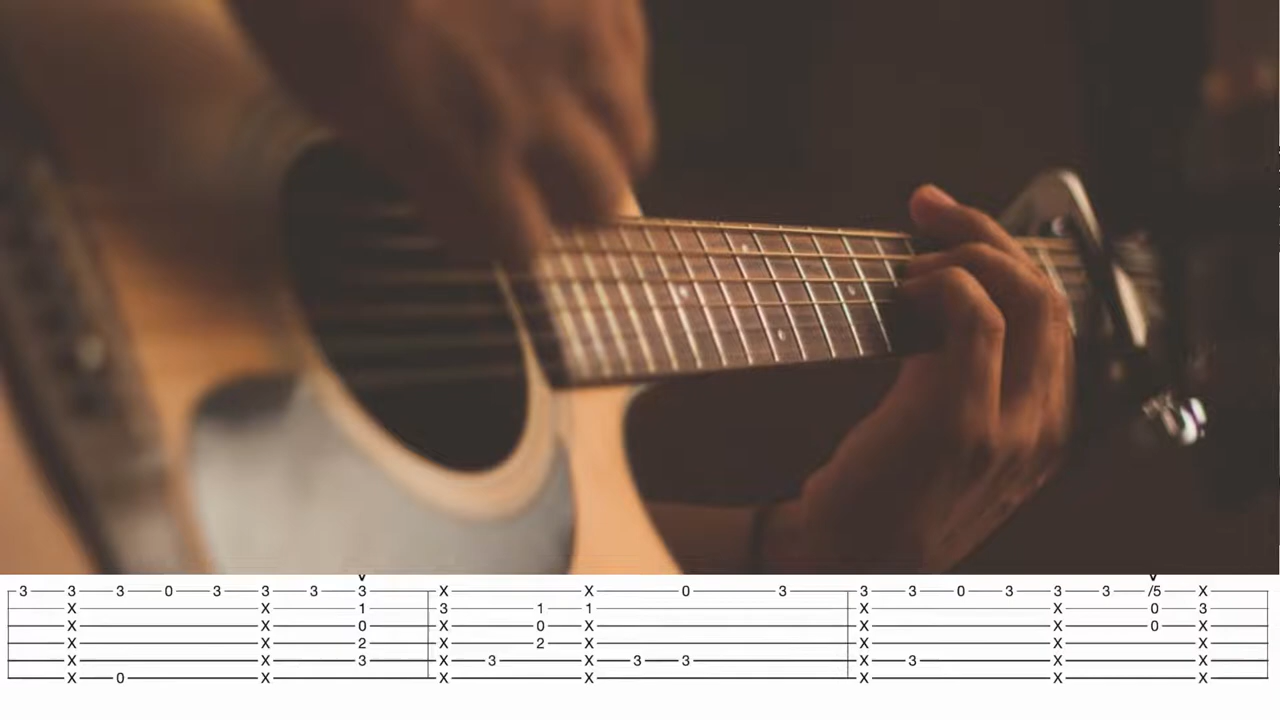 3 3 3 0 3 3 3 3 X X 0 3 3 3 0 3 3 3 /5 X
X X 1 3 1 1 X X 0 3
X X 0 X 0 X X X 0 X
X X 2 X 2 X X X X
X X 3 X 3 X 3 3 X 3 X X
X 0 X X X X X X